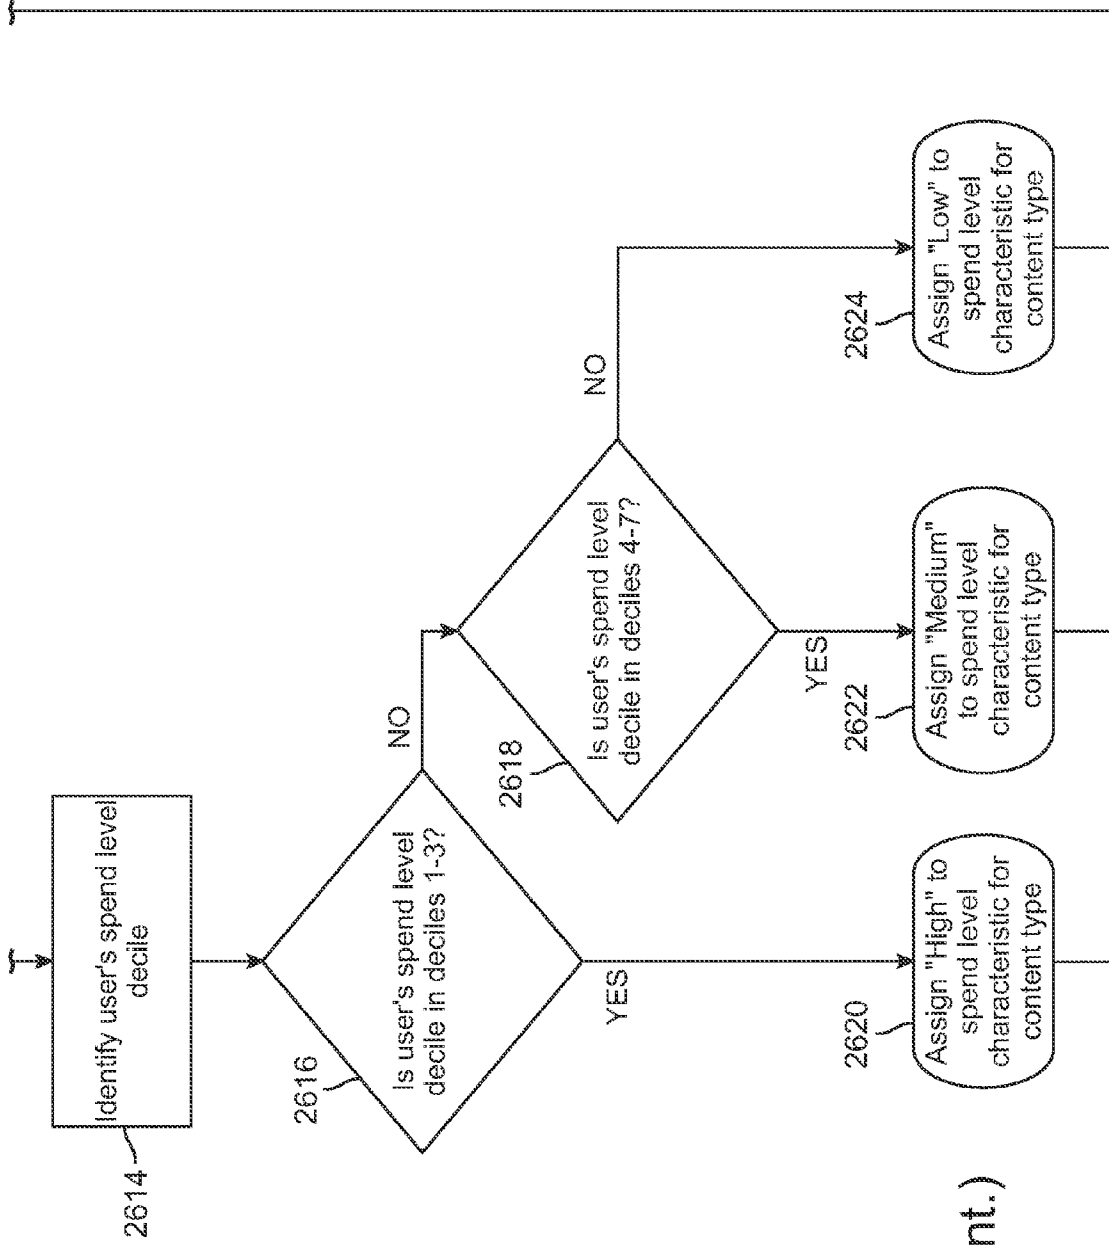 2614
Identify user's spend level
decile
2616
Is user's spend level
decile in deciles 1-3?
NO
YES
2618
Is user's spend level
decile in deciles 4-7?
NO
YES
2620
Assign "High" to
spend level
characteristic for
content type
2622
Assign "Medium"
to spend level
characteristic for
content type
2624
Assign "Low" to
spend level
characteristic for
content type
nt.)